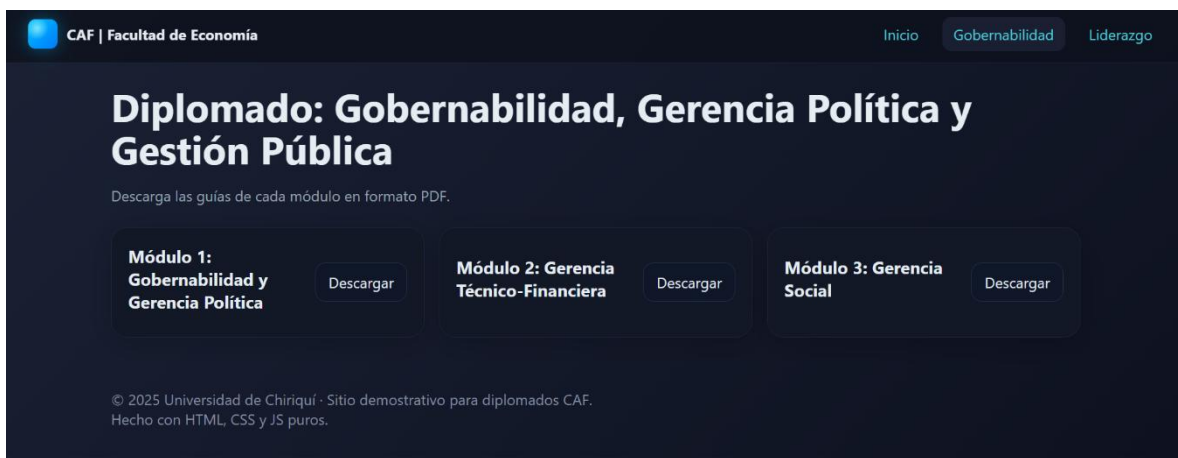 CAF | Facultad de Economía
Inicio
Gobernabilidad
Liderazgo
Diplomado: Gobernabilidad, Gerencia Política y
Gestión Pública
Descarga las guías de cada módulo en formato PDF.
Módulo 1:
Gobernabilidad y
Gerencia Política
Descargar
Módulo 2: Gerencia
Técnico-Financiera
Descargar
Módulo 3: Gerencia
Social
Descargar
© 2025 Universidad de Chiriquí · Sitio demostrativo para diplomados CAF.
Hecho con HTML, CSS y JS puros.